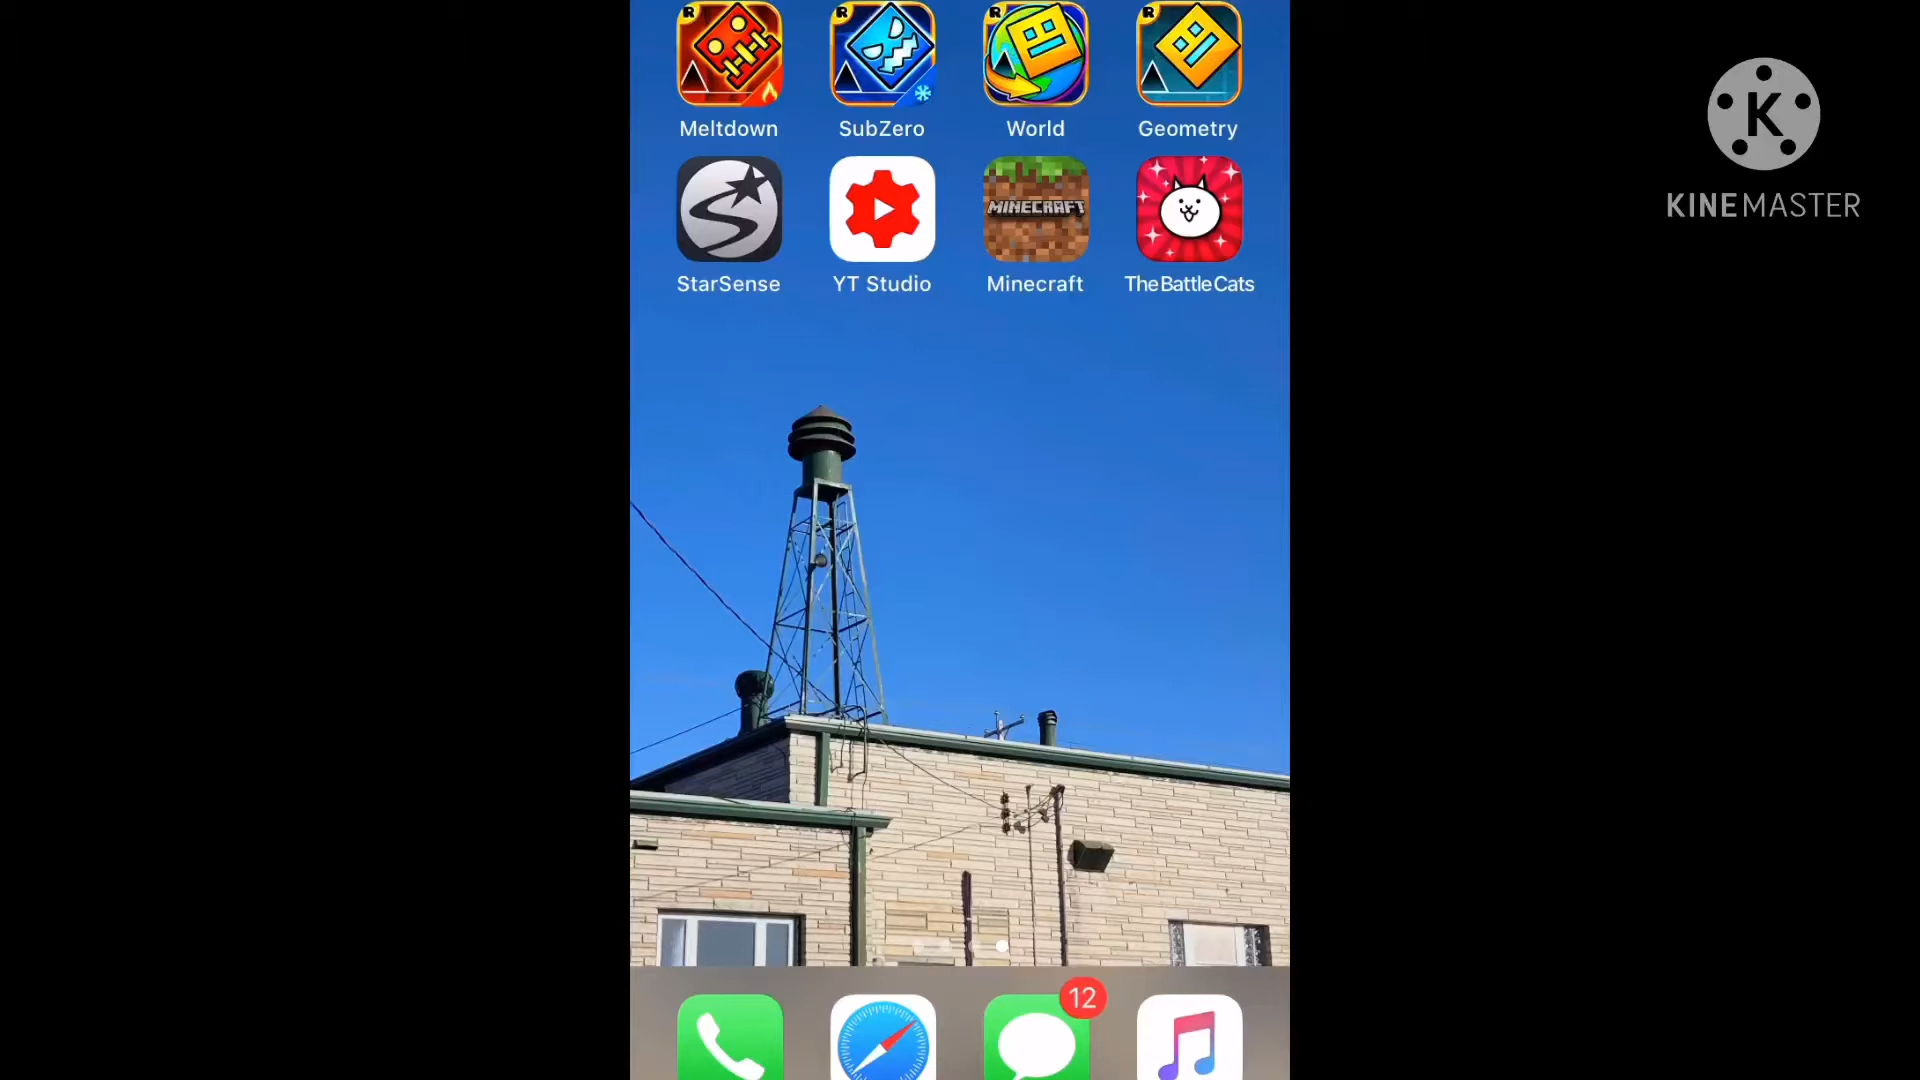 R R R R
Meltdown SubZero World Geometry
MINECRAFT
StarSense YT Studio Minecraft TheBattleCats
12
K
KINEMASTER